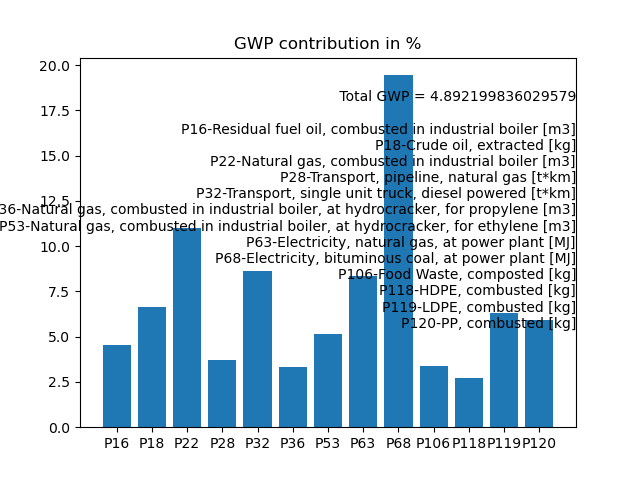 GWP contribution in %
20.0
Total GWP = 4.892199836029579
17.5
P16-Residual fuel oil, combusted in industrial boiler [m3]
P18-Crude oil, extracted [kg]
15.0
P22-Natural gas, combusted in industrial boiler [m3]
P28-Transport, pipeline, natural gas [t*km]
P32-Transport, single unit truck, diesel powered [t*km]
12.5
36-Natural gas, combusted in industrial boiler, at hydrocracker, for propylene [m3]
P53-Natural gas, combusted in industrial boiler, at hydrocracker, for ethylene [m3]
10.0
P63-Electricity, natural gas, at power plant [MJ]
P68-Electricity, bituminous coal, at power plant [MJ]
P106-Food Waste, composted [kg]
7.5
P118-HDPE, combusted [kg]
P119-LDPE, combusted [kg]
P120-PP, combusted [kg]
5.0
2.5
0.0
P16 P18 P22 P28 P32 P36 P53 P63 P68 P106 P118 P119 P120